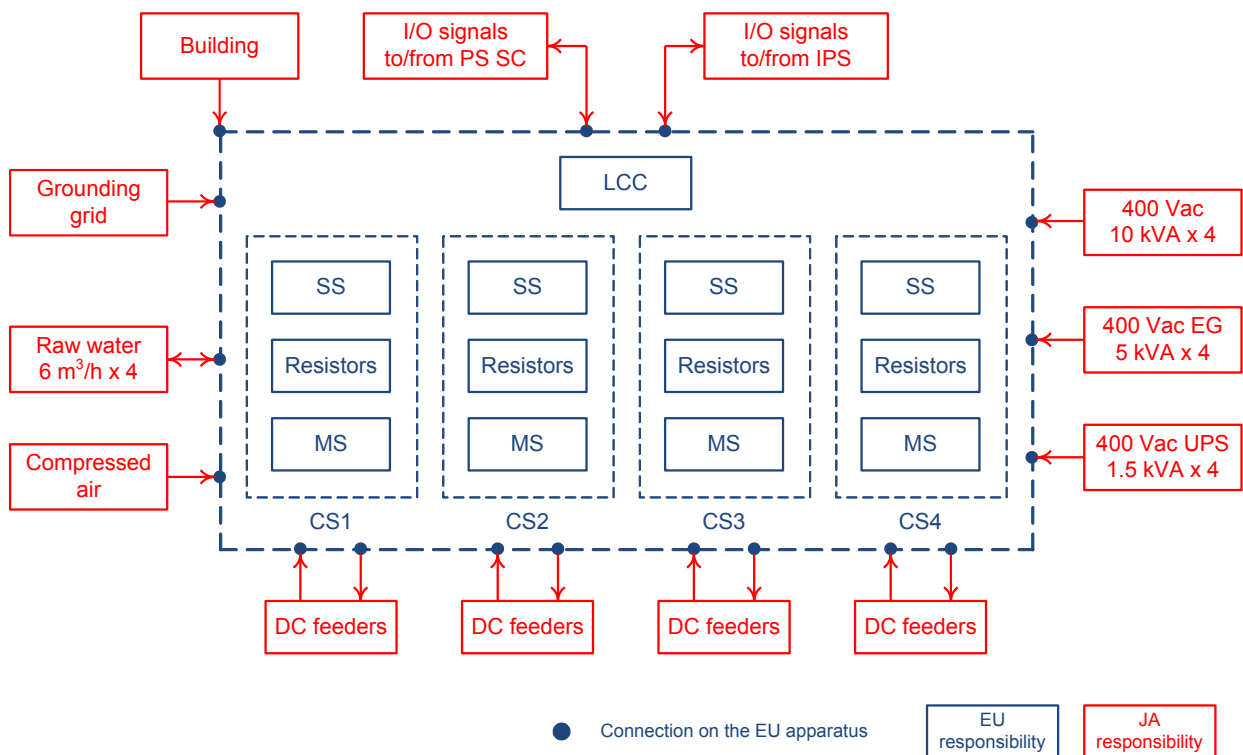 Building
I/O signals
to/from PS SC
I/O signals
to/from IPS
LCC
Grounding
grid
400 Vac
10 kVA x 4
SS
SS
SS
SS
Raw water
6 m³/h x 4
Resistors
Resistors
Resistors
Resistors
400 Vac EG
5 kVA x 4
MS
MS
MS
MS
Compressed
air
400 Vac UPS
1.5 kVA x 4
CS1
CS2
CS3
CS4
DC feeders
DC feeders
DC feeders
DC feeders
Connection on the EU apparatus
EU
responsibility
JA
responsibility